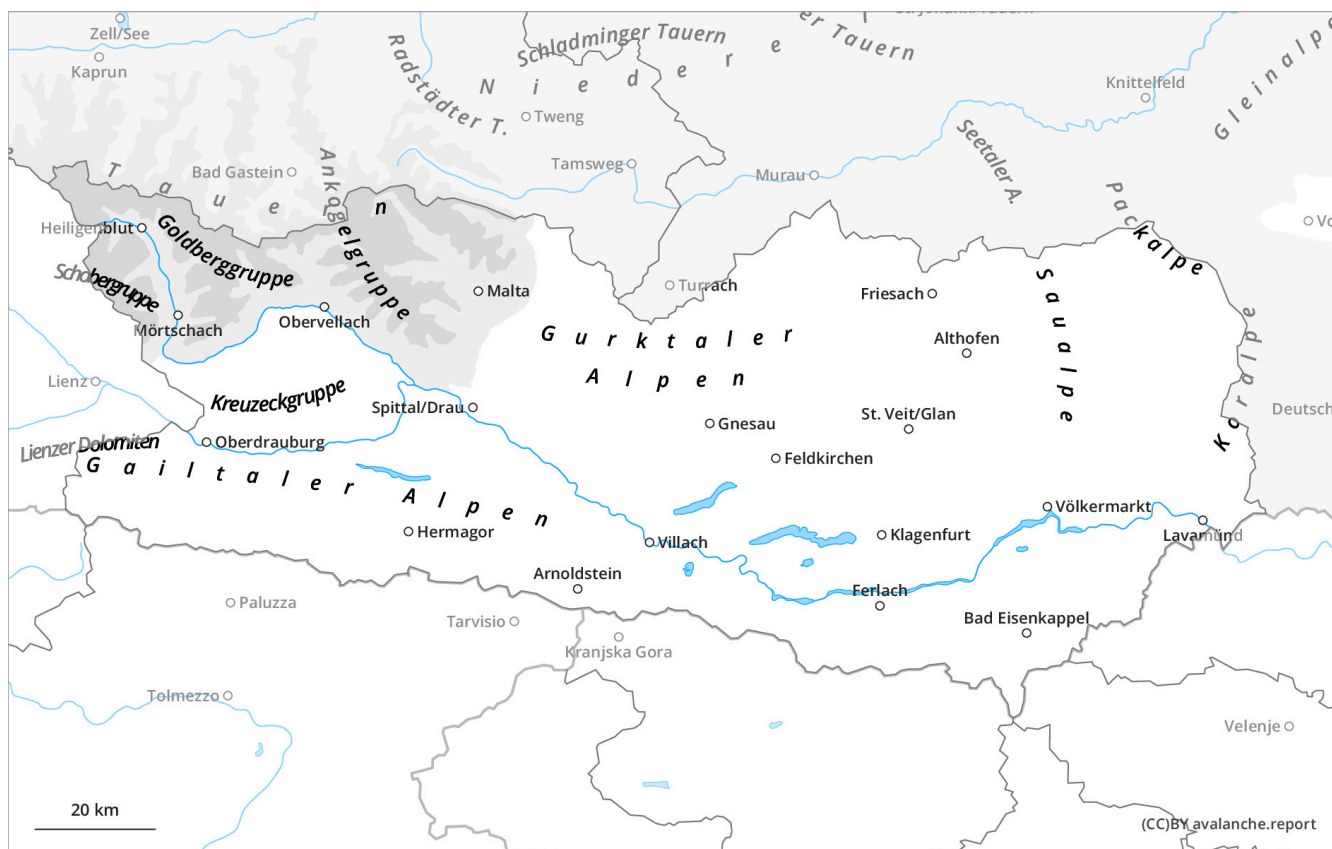 Zell/See
Kaprun
Radstädter T.
Schladminger Tauern
Niedere
Tauern
Tweng
Knittelfeld
Gleinalpe
Bad Gastein
Tauern
Ankogelgruppe
Tamsweg
Murau
Seetaler A.
Packalpe
Heiligenblut
Goldberggruppe
Schobergruppe
Mörtschach
Obervellach
Malta
Turrach
Friesach
Saualpe
Gurktaler
Alpen
Althofen
Koralpe
Lienz
Kreuzeckgruppe
Spittal/Drau
Gnesau
St. Veit/Glan
Deutsch
Lienzer Dolomiten
Oberdrauburg
Gailtaler Alpen
Feldkirchen
Hermagor
Villach
Klagenfurt
Völkermarkt
Lavamünd
Arnoldstein
Ferlach
Bad Eisenkappel
Paluzza
Tarvisio
Kranjska Gora
Tolmezzo
Velenje
20 km
(CC)BY avalanche.report